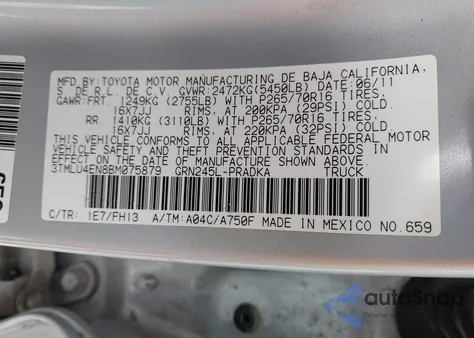 MFD.BY:TOYOTA MOTOR MANUFACTURING DE BAJA CALIFORNIA,
S. DE R.L. DE C.V. GVWR:2472KG(5450LB) DATE:06/11
GAWR:FRT. 1249KG (2755LB) WITH P265/70R16 TIRES,
16X7JJ RIMS. AT 200KPA (29PSI) COLD.
RR. 1410KG (3110LB) WITH P265/70R16 TIRES,
16X7JJ RIMS. AT 220KPA (32PSI) COLD.
THIS VEHICLE CONFORMS TO ALL APPLICABLE FEDERAL MOTOR
VEHICLE SAFETY AND THEFT PREVENTION STANDARDS IN
EFFECT ON THE DATE OF MANUFACTURE SHOWN ABOVE.
3TMLU4EN8BM075879 GRN245L-PRADKA TRUCK
C/TR: 1E7/FH13 A/TM:A04C/A750F MADE IN MEXICO NO.659
autoSnap